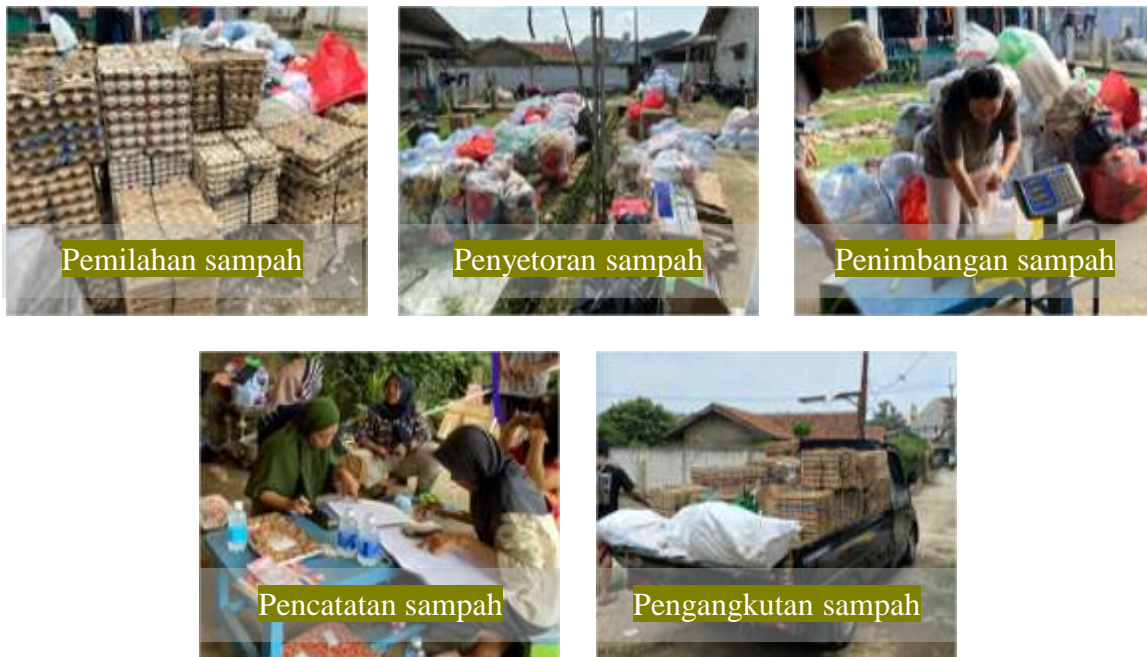 Pemilahan sampah
Penyetoran sampah
Penimbangan sampah
Pencatatan sampah
Pengangkutan sampah